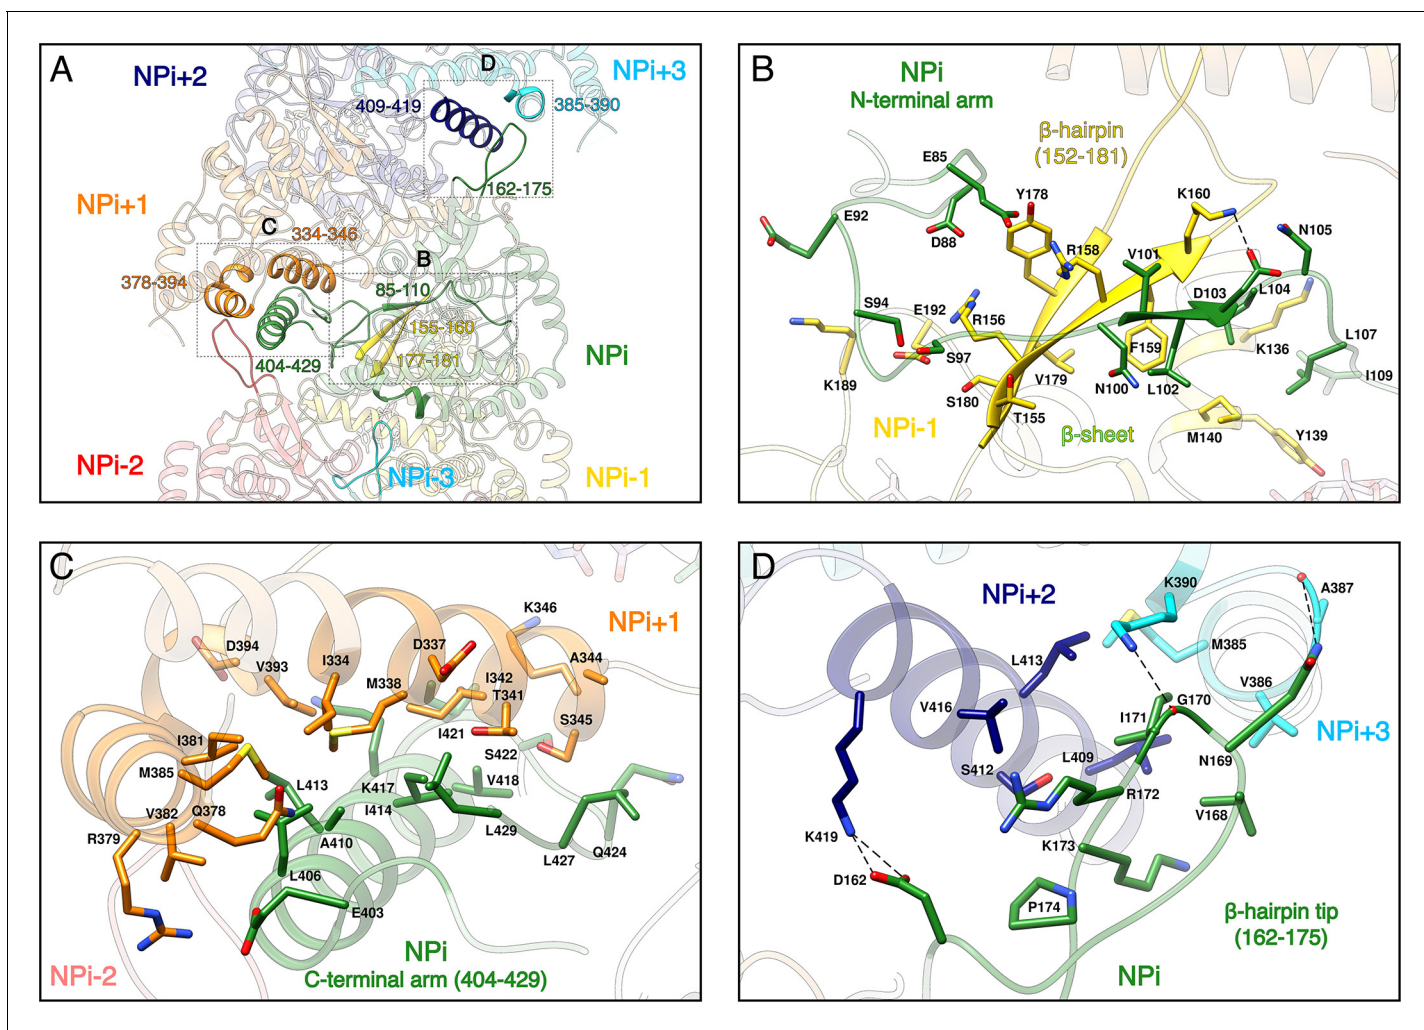 A
NPi+2
D
NPi+3
409-419
385-390
162-175
NPi+1
C
334-346
378-394
B
85-110
155-160
177-181
404-429
NPi
NPi-2
NPi-3
NPi-1
B
NPi
N-terminal arm
β-hairpin
(152-181)
E85
Y178
K160
E92
D88
R158
V101
N105
D103
L104
S94
E192
R156
L107
K136
F159
I109
S97
K189
V179
N100
L102
S180
T155
NPi-1
β-sheet
M140
Y139
C
NPi+1
K346
D337
D394
I334
A344
V393
M338
I342
T341
S345
I381
I421
S422
M385
L413
K417
V418
V382
Q378
I414
R379
A410
L429
L427
Q424
L406
E403
NPi
C-terminal arm (404-429)
NPi-2
D
NPi+2
K390
A387
L413
M385
V416
V386
G170
I171
NPi+3
S412
L409
N169
R172
V168
K419
K173
D162
P174
β-hairpin tip
(162-175)
NPi